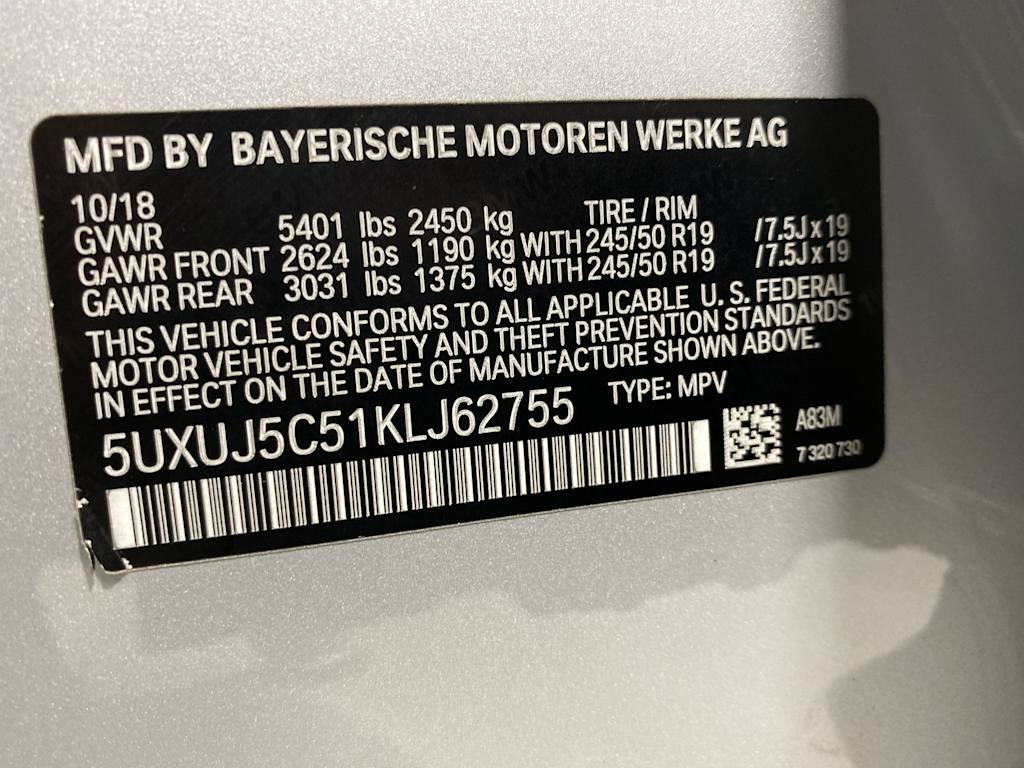 MFD BY BAYERISCHE MOTOREN WERKE AG
10/18 TIRE / RIM
GVWR 5401 lbs 2450 kg
GAWR FRONT 2624 lbs 1190 kg WITH 245/50 R19 /7.5J x 19
GAWR REAR 3031 lbs 1375 kg WITH 245/50 R19 /7.5J x 19
THIS VEHICLE CONFORMS TO ALL APPLICABLE U. S. FEDERAL
MOTOR VEHICLE SAFETY AND THEFT PREVENTION STANDARDS
IN EFFECT ON THE DATE OF MANUFACTURE SHOWN ABOVE.
5UXUJ5C51KLJ62755 TYPE: MPV
A83M
7 320 730